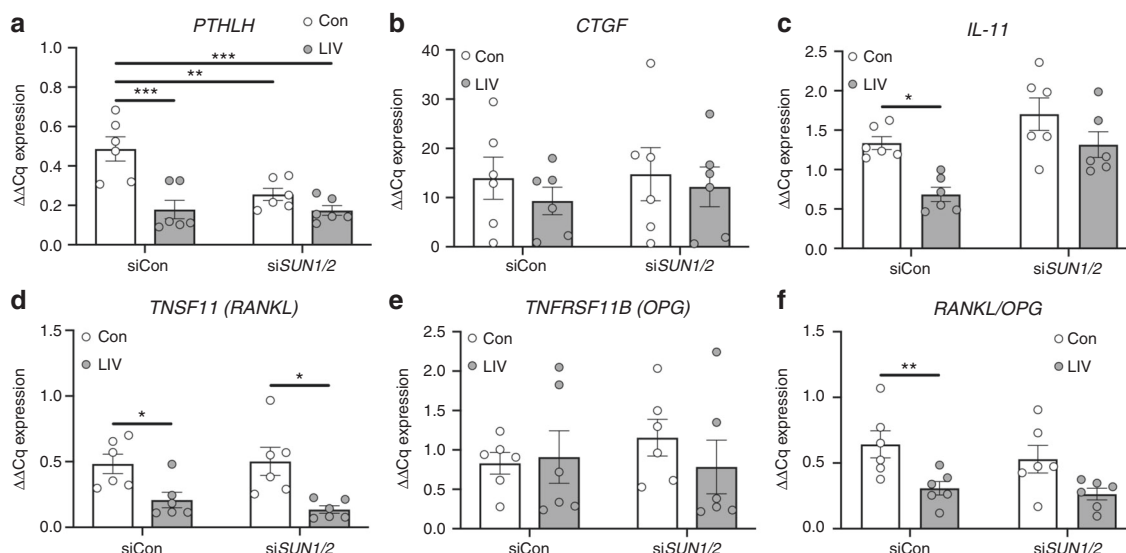 a
PTHLH
Con
LIV
ΔΔCq expression
1.0
0.8
0.6
0.4
0.2
0.0
***
**
***
siCon
siSUN1/2
b
CTGF
Con
LIV
ΔΔCq expression
40
30
20
10
0
siCon
siSUN1/2
c
IL-11
Con
LIV
ΔΔCq expression
2.5
2.0
1.5
1.0
0.5
0.0
*
siCon
siSUN1/2
d
TNSF11 (RANKL)
Con
LIV
ΔΔCq expression
1.5
1.0
0.5
0.0
*
*
siCon
siSUN1/2
e
TNFRSF11B (OPG)
Con
LIV
ΔΔCq expression
2.5
2.0
1.5
1.0
0.5
0.0
siCon
siSUN1/2
f
RANKL/OPG
Con
LIV
ΔΔCq expression
1.5
1.0
0.5
0.0
**
siCon
siSUN1/2